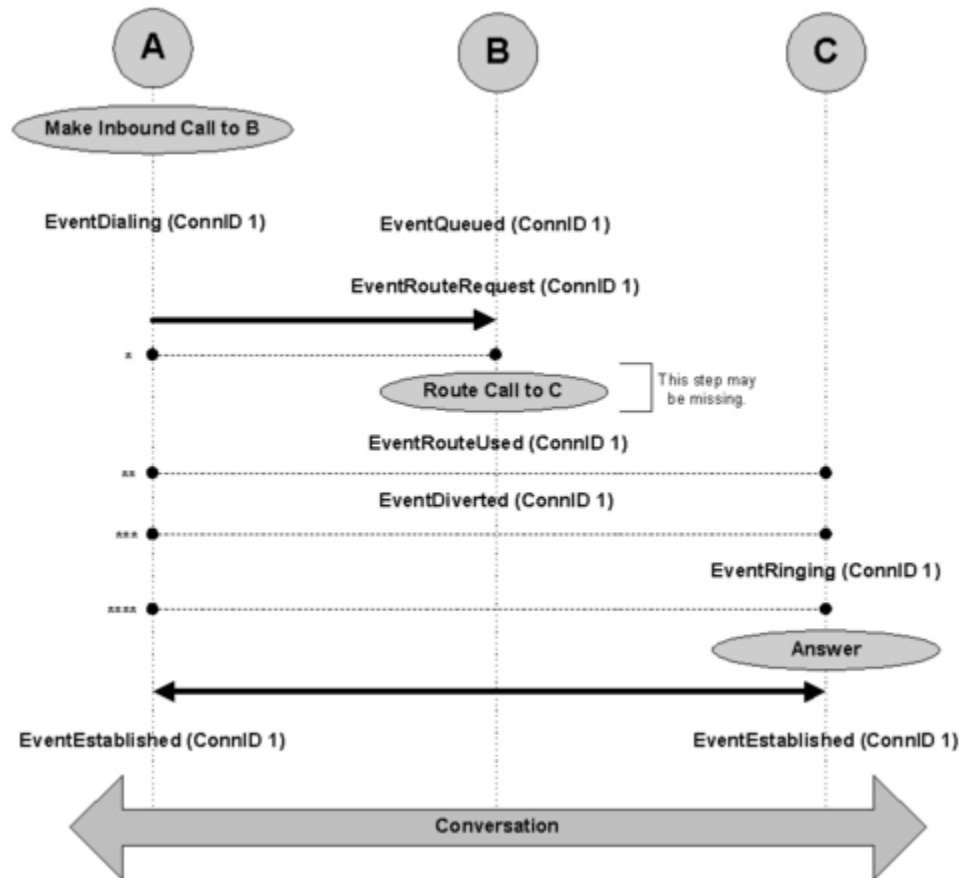 A
B
C
Make Inbound Call to B
EventDialing (ConnID 1)
EventQueued (ConnID 1)
EventRouteRequest (ConnID 1)
*
Route Call to C
This step may
be missing.
EventRouteUsed (ConnID 1)
**
EventDiverted (ConnID 1)
***
EventRinging (ConnID 1)
****
Answer
EventEstablished (ConnID 1)
EventEstablished (ConnID 1)
Conversation